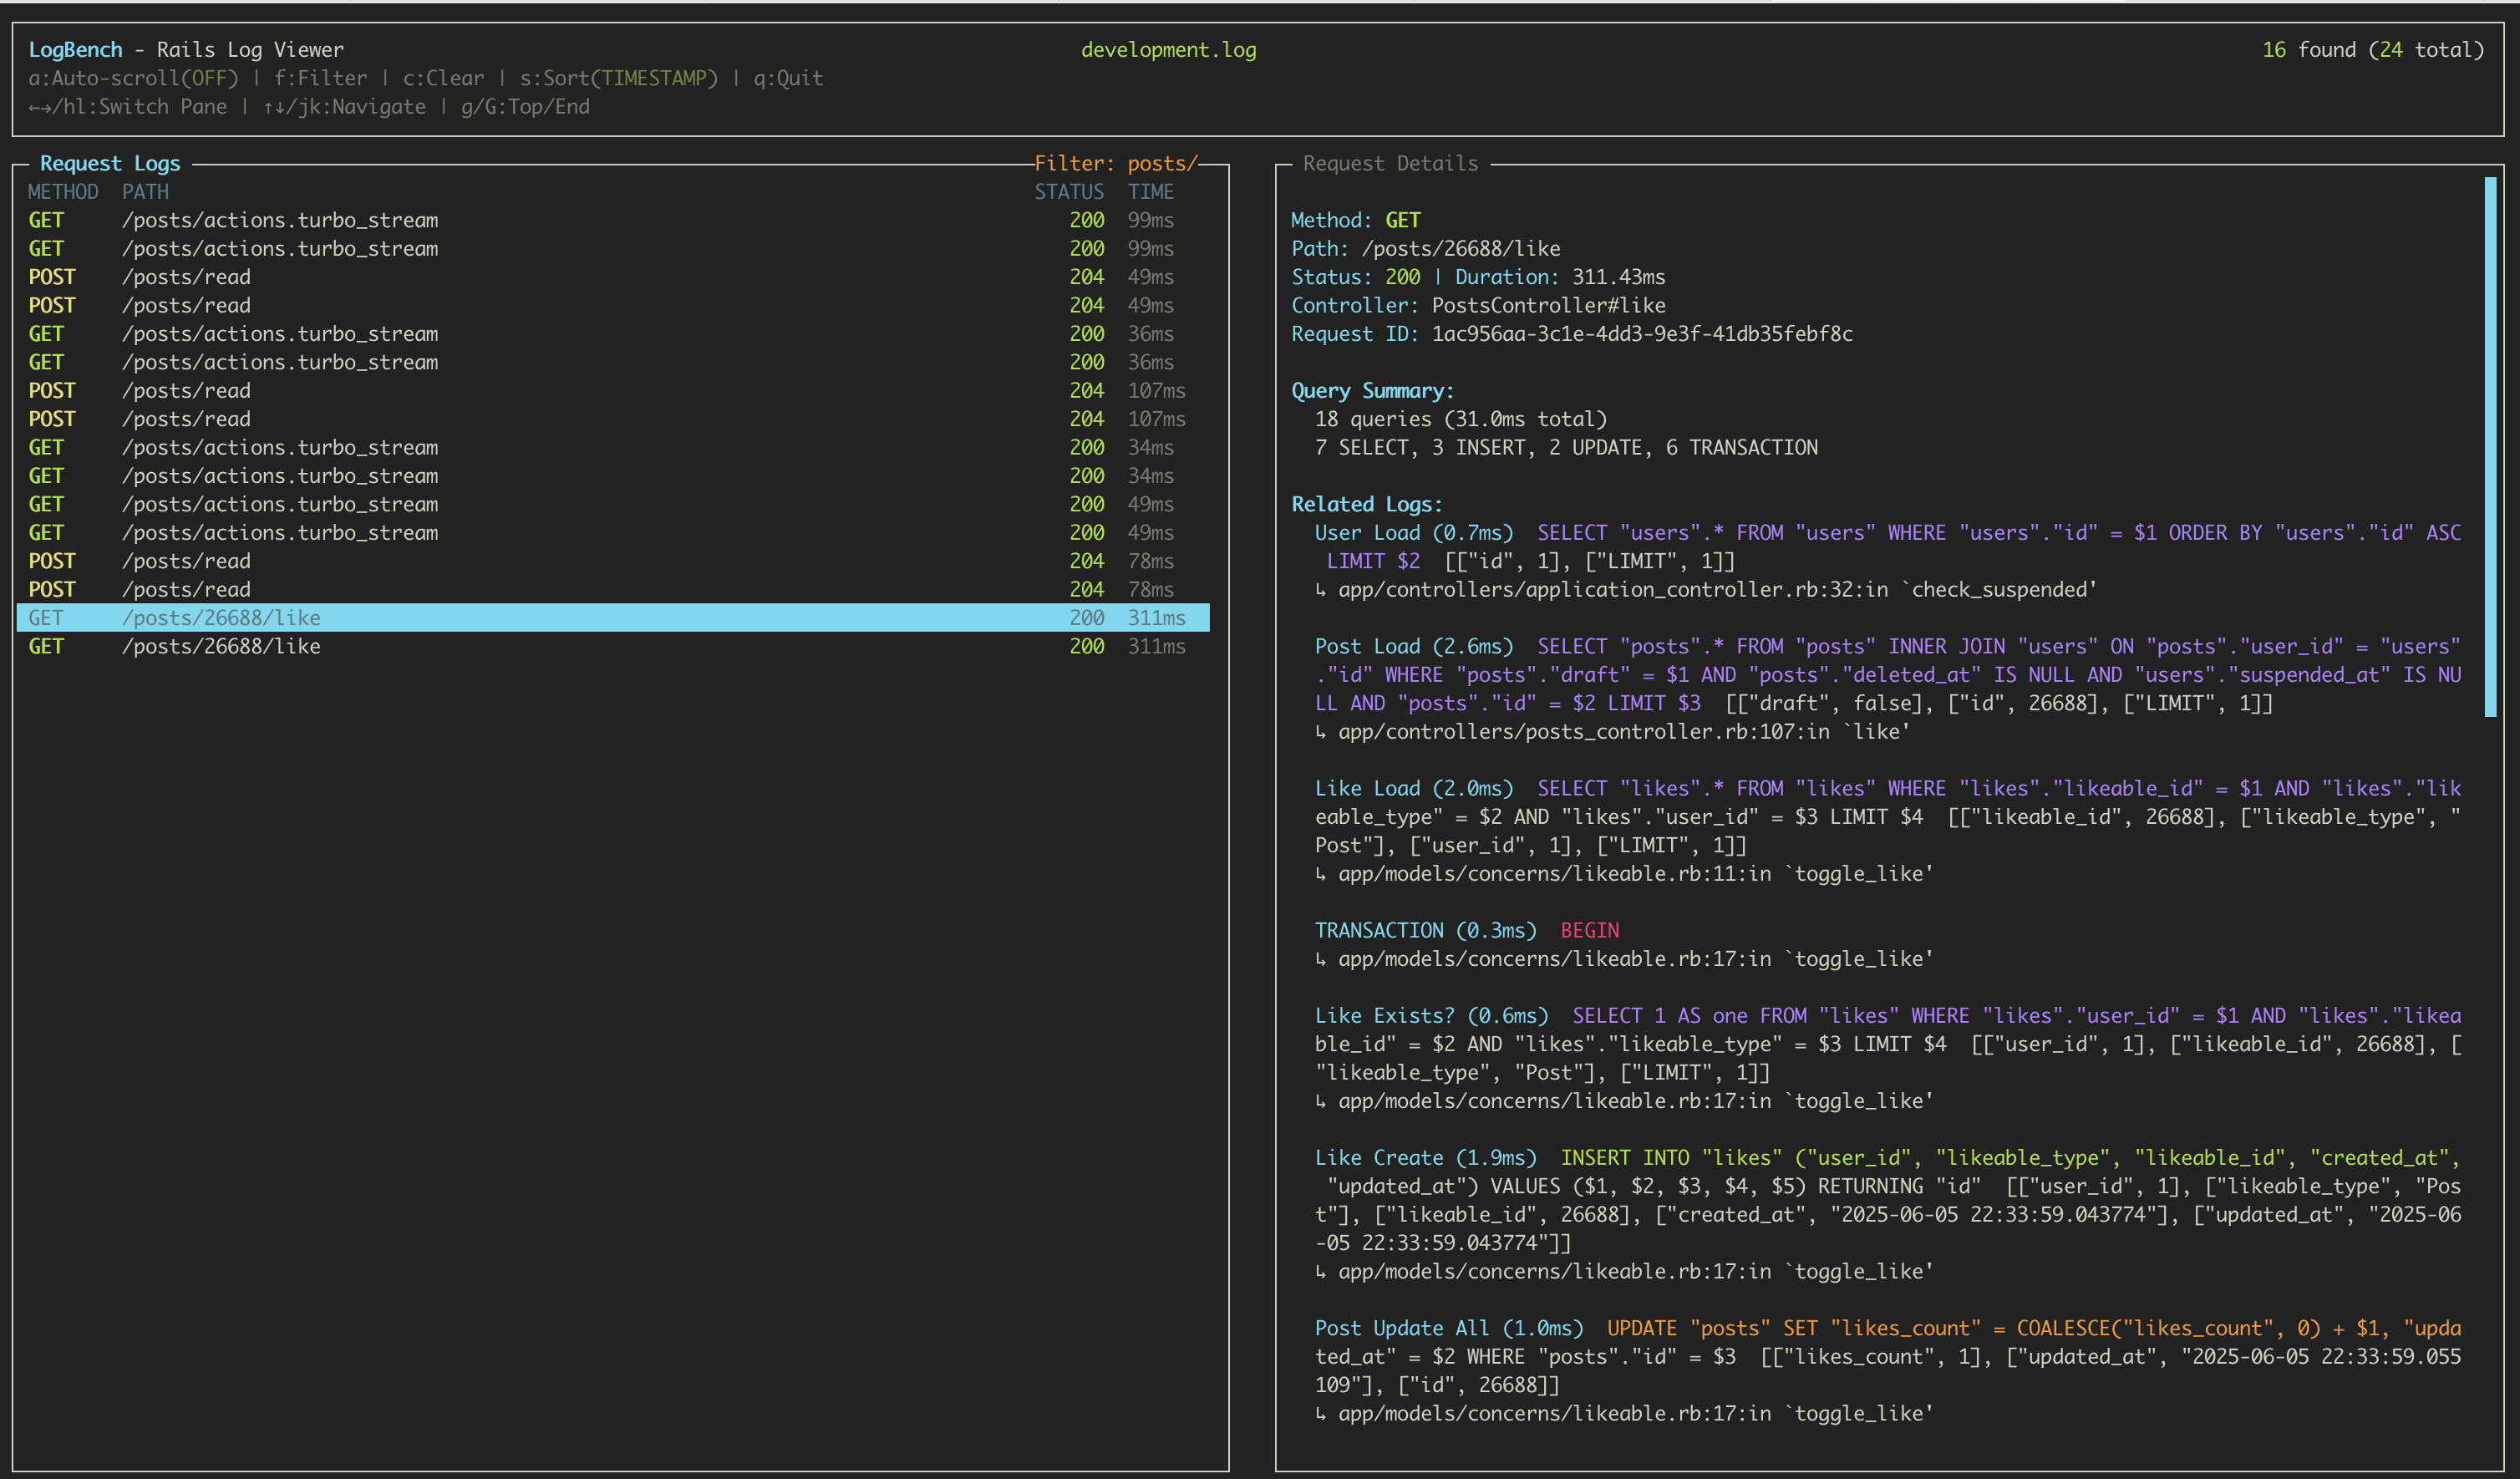 LogBench - Rails Log Viewer
development.log
16 found (24 total)
a:Auto-scroll(OFF) | f:Filter | c:Clear | s:Sort(TIMESTAMP) | q:Quit
←→/hl:Switch Pane | ↑↓/jk:Navigate | g/G:Top/End
Request Logs
Filter: posts/
METHOD PATH STATUS TIME
GET /posts/actions.turbo_stream 200 99ms
GET /posts/actions.turbo_stream 200 99ms
POST /posts/read 204 49ms
POST /posts/read 204 49ms
GET /posts/actions.turbo_stream 200 36ms
GET /posts/actions.turbo_stream 200 36ms
POST /posts/read 204 107ms
POST /posts/read 204 107ms
GET /posts/actions.turbo_stream 200 34ms
GET /posts/actions.turbo_stream 200 34ms
GET /posts/actions.turbo_stream 200 49ms
GET /posts/actions.turbo_stream 200 49ms
POST /posts/read 204 78ms
POST /posts/read 204 78ms
GET /posts/26688/like 200 311ms
GET /posts/26688/like 200 311ms
Request Details
Method: GET
Path: /posts/26688/like
Status: 200 | Duration: 311.43ms
Controller: PostsController#like
Request ID: 1ac956aa-3c1e-4dd3-9e3f-41db35febf8c
Query Summary:
18 queries (31.0ms total)
7 SELECT, 3 INSERT, 2 UPDATE, 6 TRANSACTION
Related Logs:
User Load (0.7ms)  SELECT "users".* FROM "users" WHERE "users"."id" = $1 ORDER BY "users"."id" ASC
LIMIT $2  [["id", 1], ["LIMIT", 1]]
↳ app/controllers/application_controller.rb:32:in `check_suspended'
Post Load (2.6ms)  SELECT "posts".* FROM "posts" INNER JOIN "users" ON "posts"."user_id" = "users"
."id" WHERE "posts"."draft" = $1 AND "posts"."deleted_at" IS NULL AND "users"."suspended_at" IS NU
LL AND "posts"."id" = $2 LIMIT $3  [["draft", false], ["id", 26688], ["LIMIT", 1]]
↳ app/controllers/posts_controller.rb:107:in `like'
Like Load (2.0ms)  SELECT "likes".* FROM "likes" WHERE "likes"."likeable_id" = $1 AND "likes"."lik
eable_type" = $2 AND "likes"."user_id" = $3 LIMIT $4  [["likeable_id", 26688], ["likeable_type", "
Post"], ["user_id", 1], ["LIMIT", 1]]
↳ app/models/concerns/likeable.rb:11:in `toggle_like'
TRANSACTION (0.3ms)  BEGIN
↳ app/models/concerns/likeable.rb:17:in `toggle_like'
Like Exists? (0.6ms)  SELECT 1 AS one FROM "likes" WHERE "likes"."user_id" = $1 AND "likes"."likea
ble_id" = $2 AND "likes"."likeable_type" = $3 LIMIT $4  [["user_id", 1], ["likeable_id", 26688], [
"likeable_type", "Post"], ["LIMIT", 1]]
↳ app/models/concerns/likeable.rb:17:in `toggle_like'
Like Create (1.9ms)  INSERT INTO "likes" ("user_id", "likeable_type", "likeable_id", "created_at",
"updated_at") VALUES ($1, $2, $3, $4, $5) RETURNING "id"  [["user_id", 1], ["likeable_type", "Pos
t"], ["likeable_id", 26688], ["created_at", "2025-06-05 22:33:59.043774"], ["updated_at", "2025-06
-05 22:33:59.043774"]]
↳ app/models/concerns/likeable.rb:17:in `toggle_like'
Post Update All (1.0ms)  UPDATE "posts" SET "likes_count" = COALESCE("likes_count", 0) + $1, "upda
ted_at" = $2 WHERE "posts"."id" = $3  [["likes_count", 1], ["updated_at", "2025-06-05 22:33:59.055
109"], ["id", 26688]]
↳ app/models/concerns/likeable.rb:17:in `toggle_like'